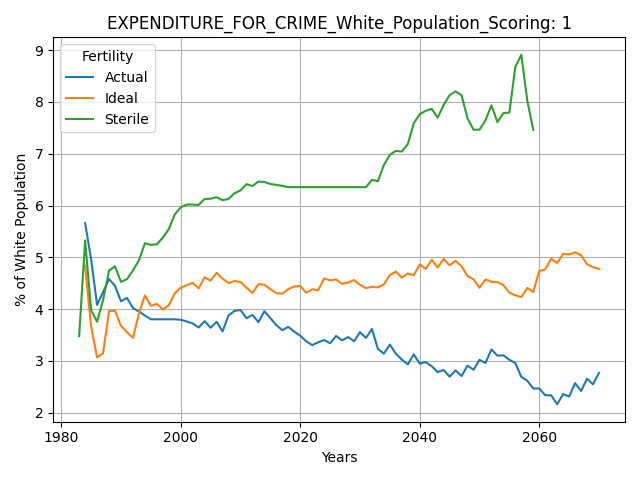 EXPENDITURE_FOR_CRIME_White_Population_Scoring: 1
Fertility
Actual
Ideal
Sterile
% of White Population
9
8
7
6
5
4
3
2
1980
2000
2020
2040
2060
Years